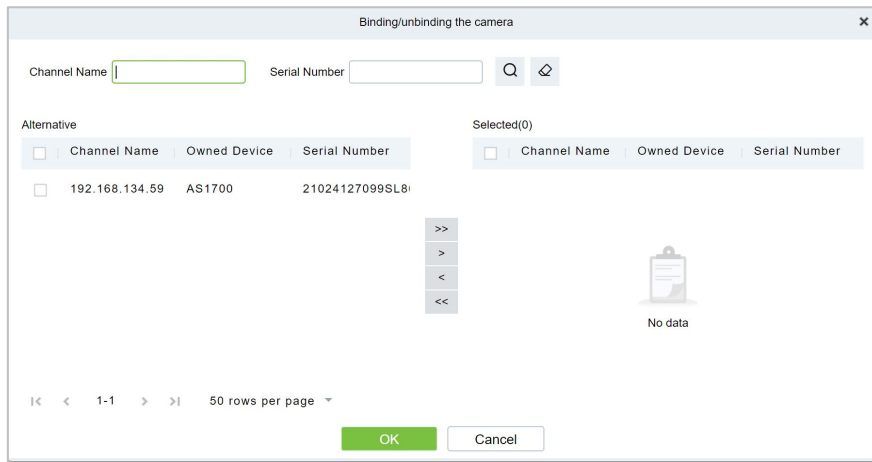 Binding/unbinding the camera
Channel Name
Serial Number
Alternative
Selected(0)
Channel Name Owned Device Serial Number
Channel Name Owned Device Serial Number
192.168.134.59 AS1700 21024127099SL8
>>
>
<
<<
No data
1-1 50 rows per page
OK Cancel